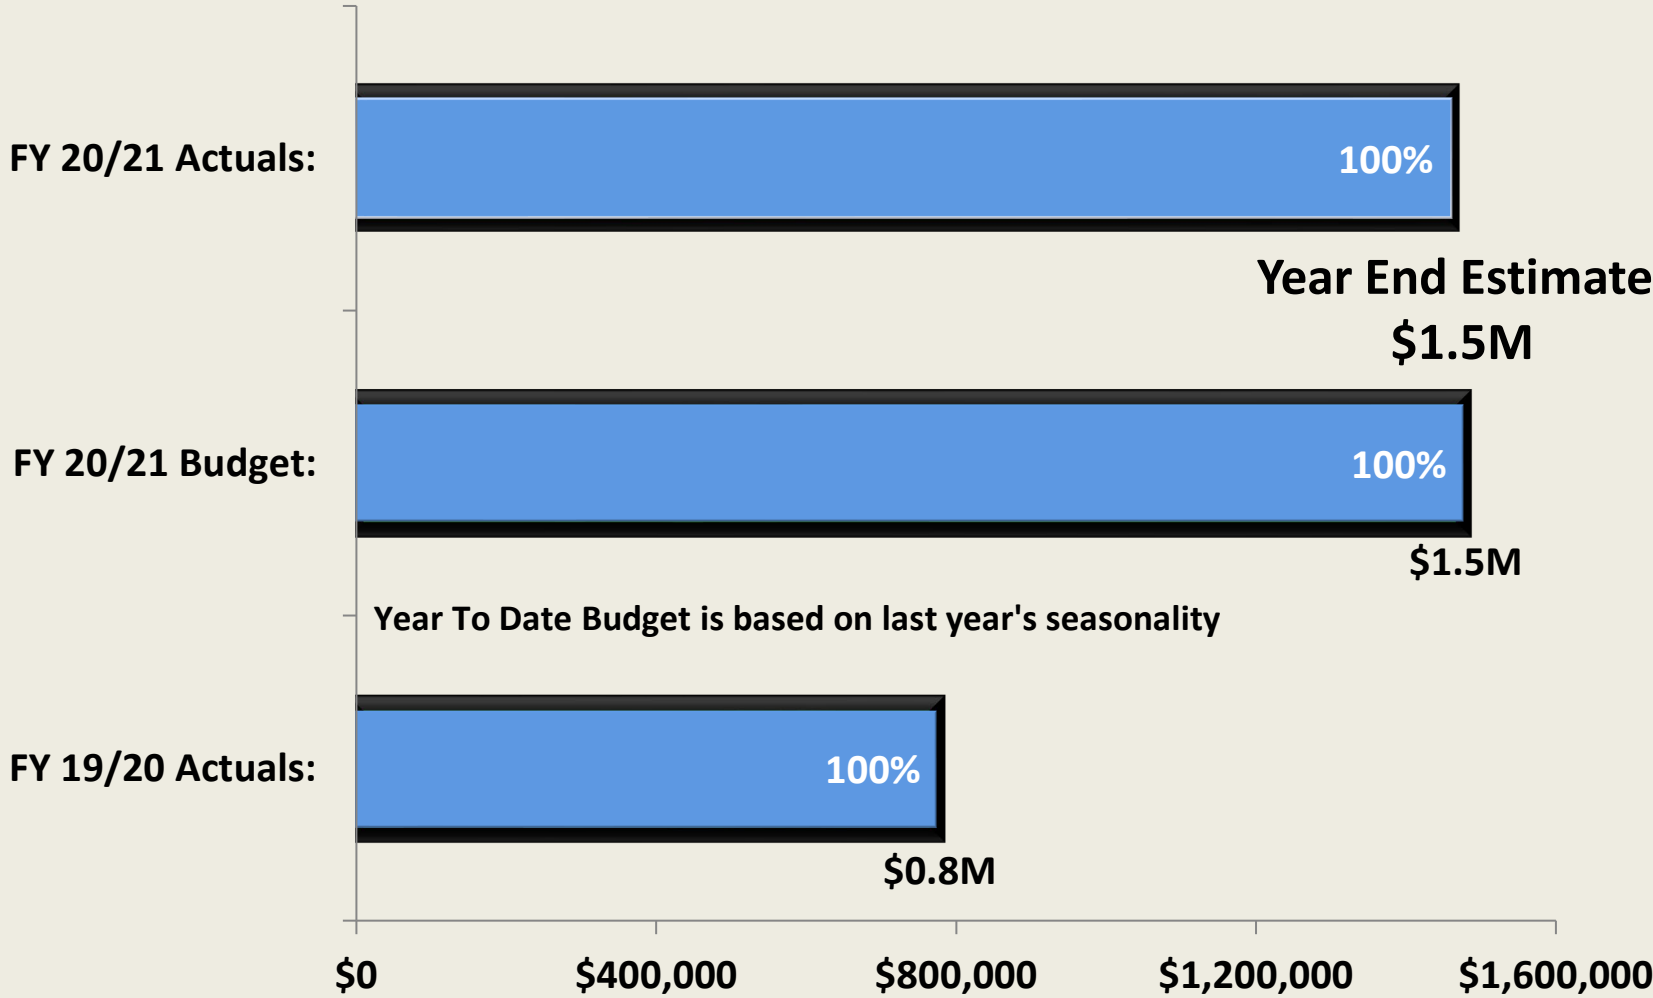 FY 20/21 Actuals:
100%
Year End Estimate
$1.5M
FY 20/21 Budget:
100%
$1.5M
Year To Date Budget is based on last year's seasonality
FY 19/20 Actuals:
100%
$0.8M
$0 $400,000 $800,000 $1,200,000 $1,600,000